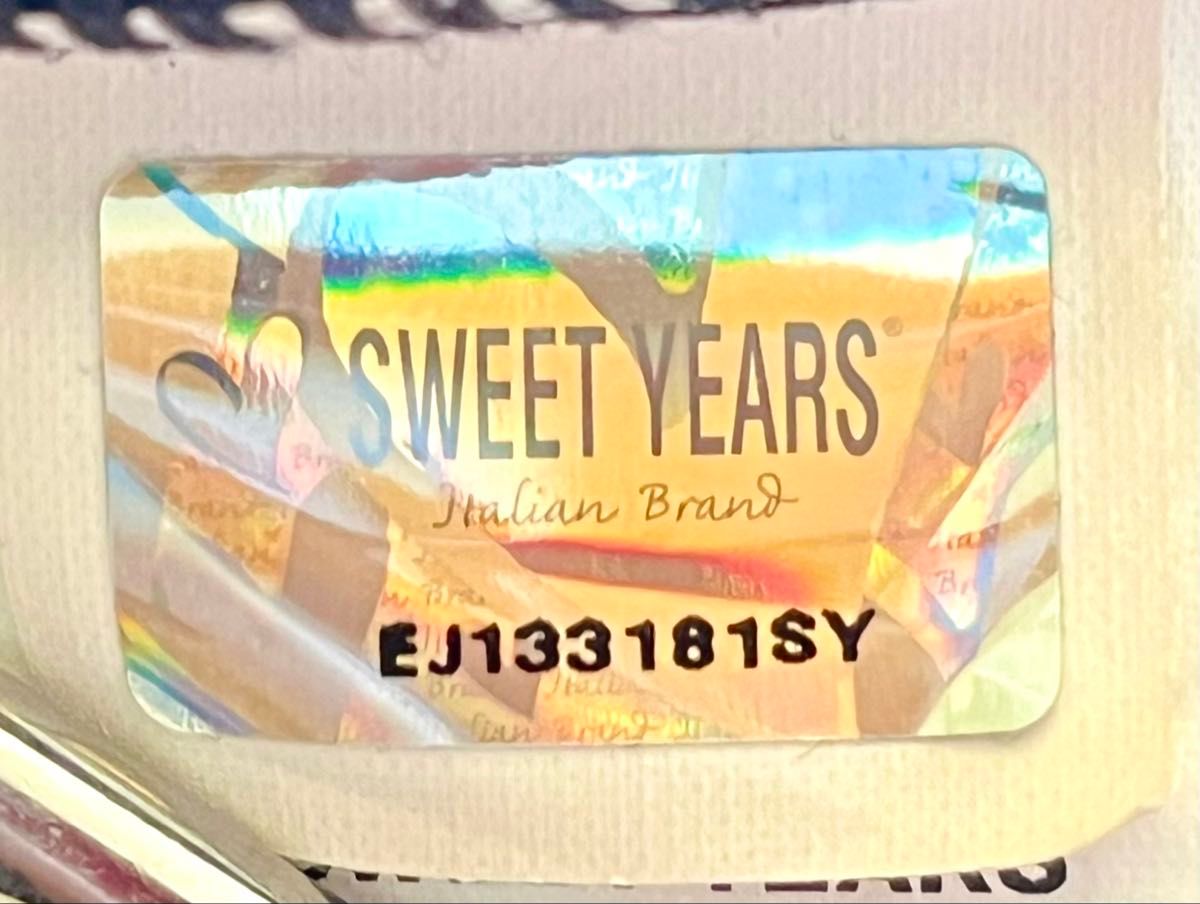 SWEET YEARS®
Italian Brand
EJ133181SY